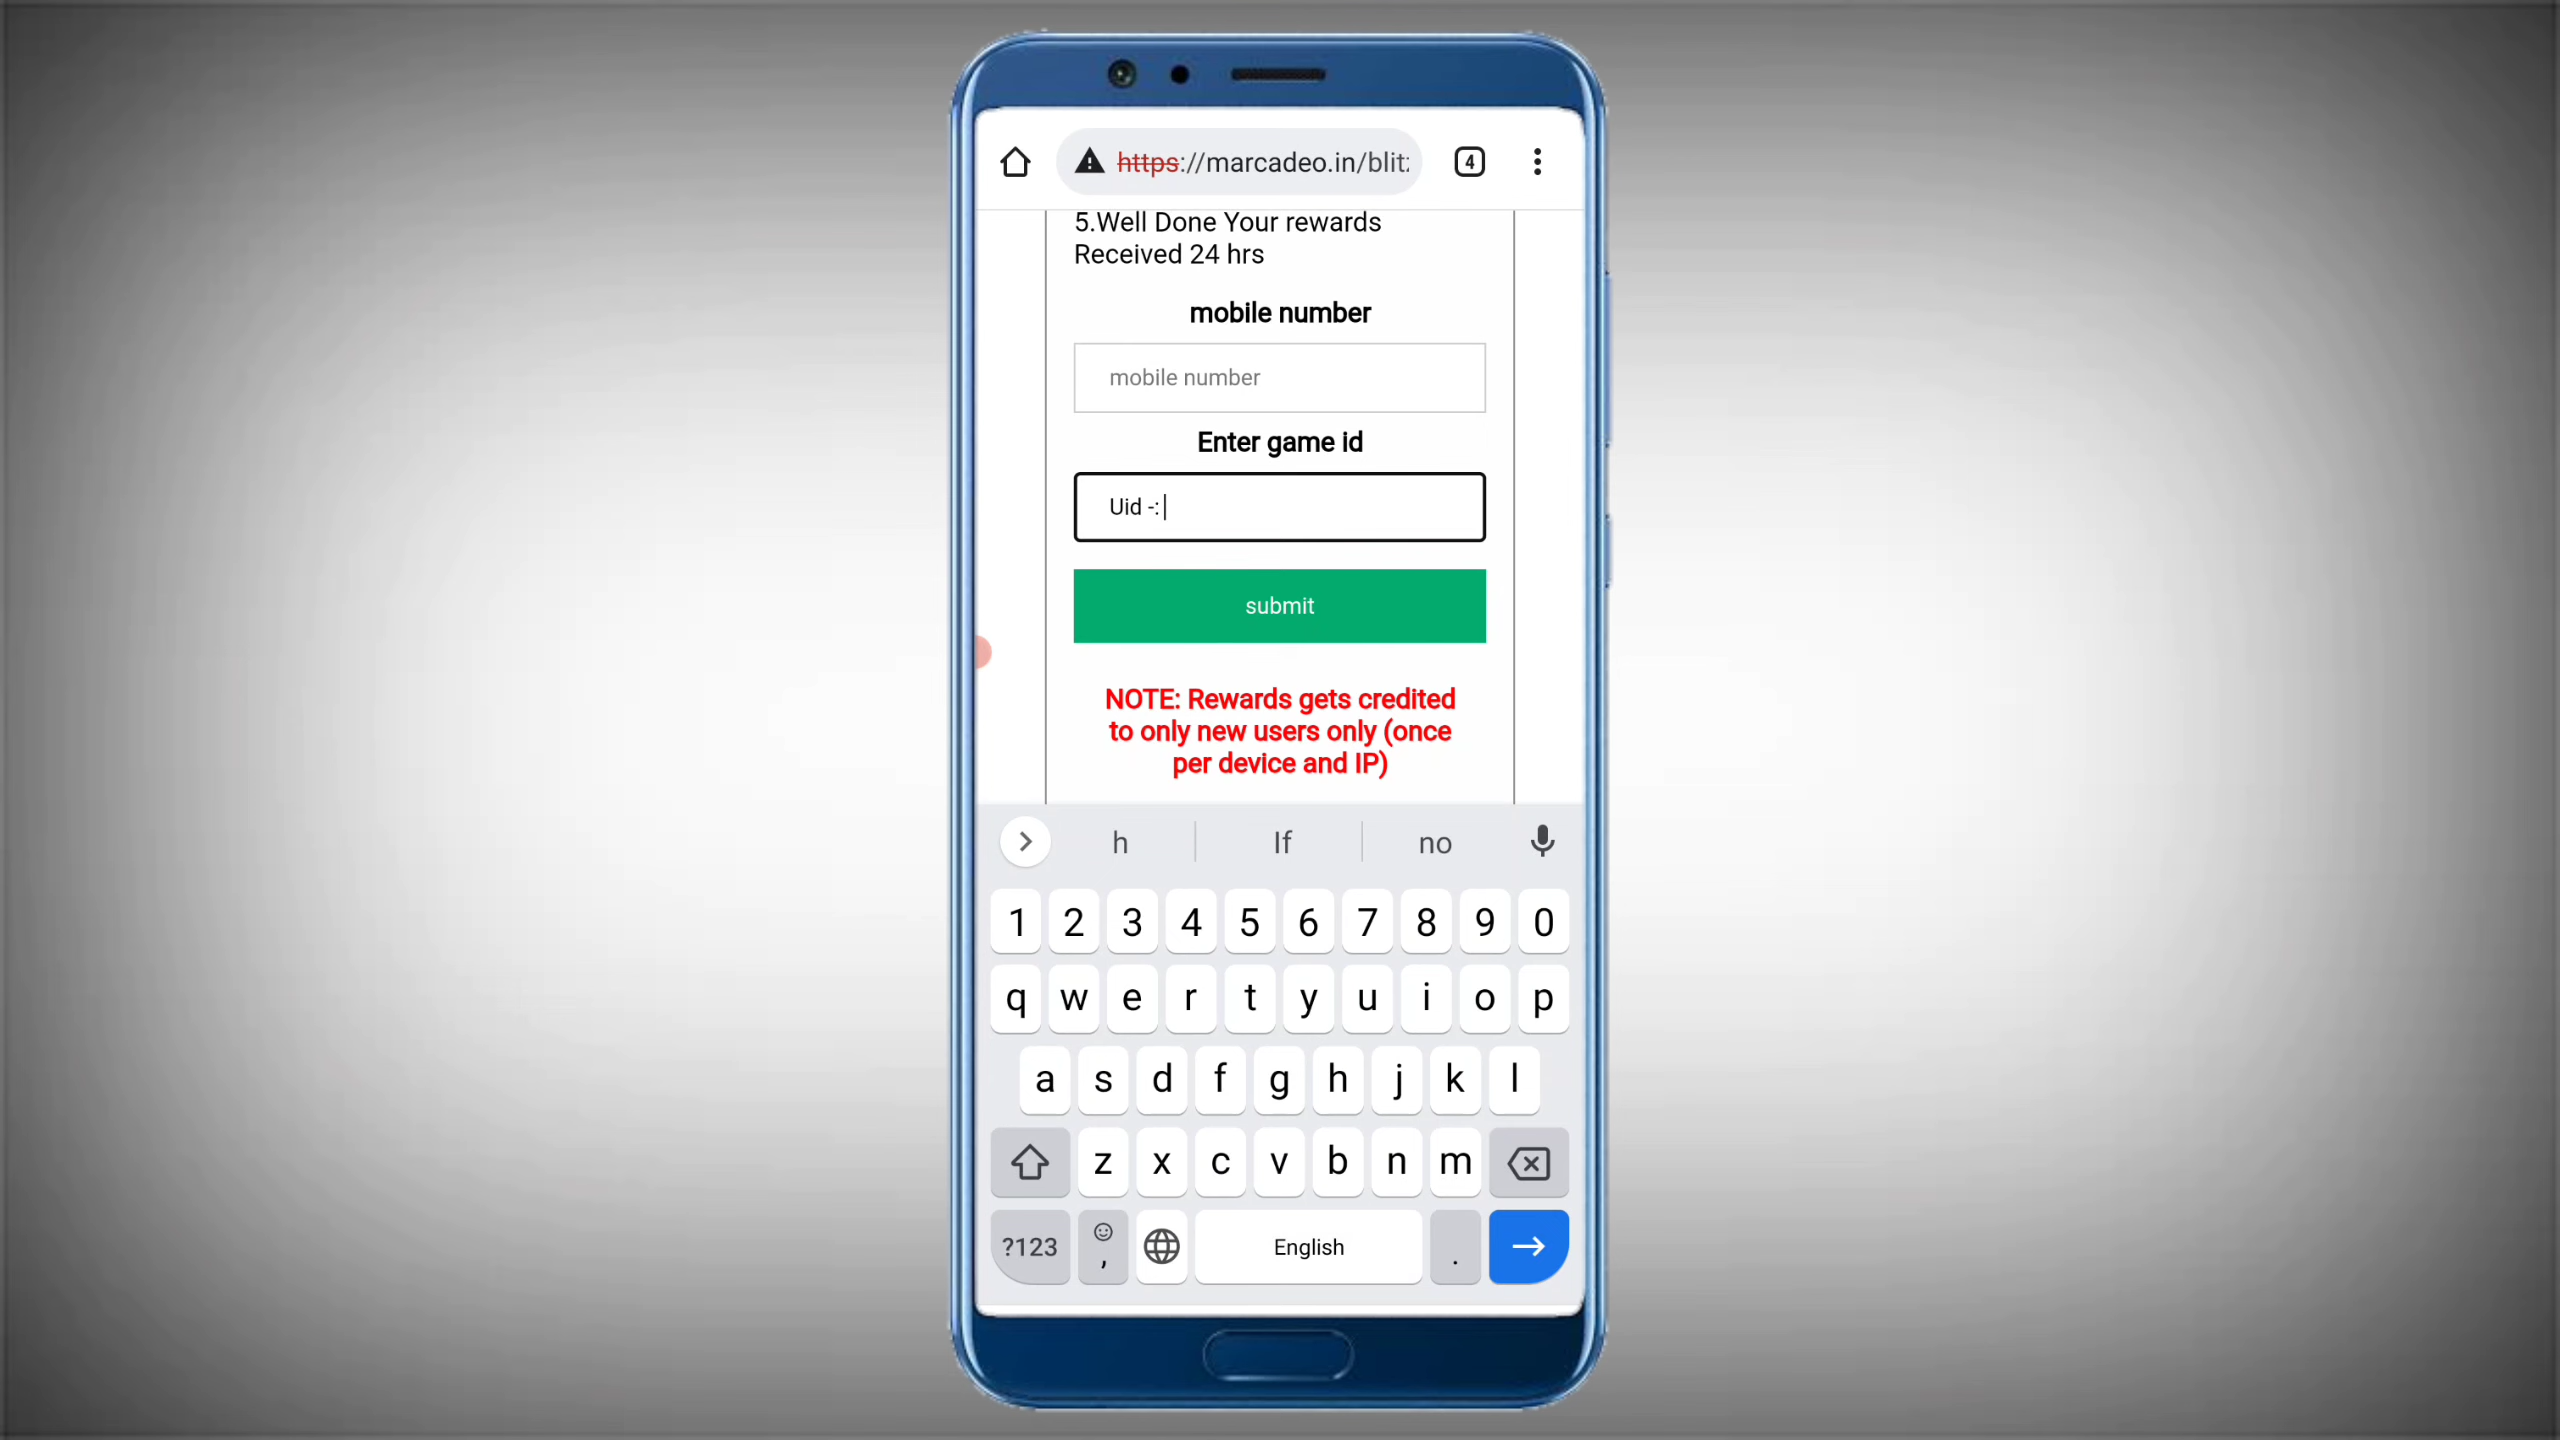 https://marcadeo.in/blit
4
5.Well Done Your rewards
Received 24 hrs
mobile number
mobile number
Enter game id
Uid -:
submit
NOTE: Rewards gets credited
to only new users only (once
per device and IP)
h If no
1 2 3 4 5 6 7 8 9 0
q w e r t y u i o p
a s d f g h j k l
z x c v b n m
?123 , English .